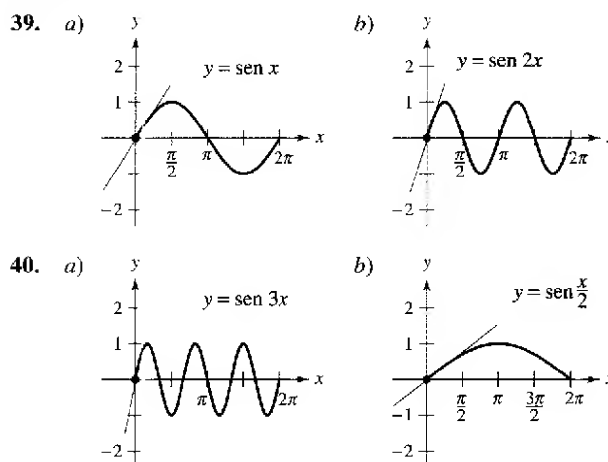 39. a)
y
y = sen x
2
1
x
π/2
π
2π
−2
b)
y
y = sen 2x
2
1
π/2
π
2π
−2
40. a)
y
y = sen 3x
2
1
x
π
2π
−2
b)
y
y = sen x/2
2
1
x
π/2
π
3π/2
2π
−1
−2